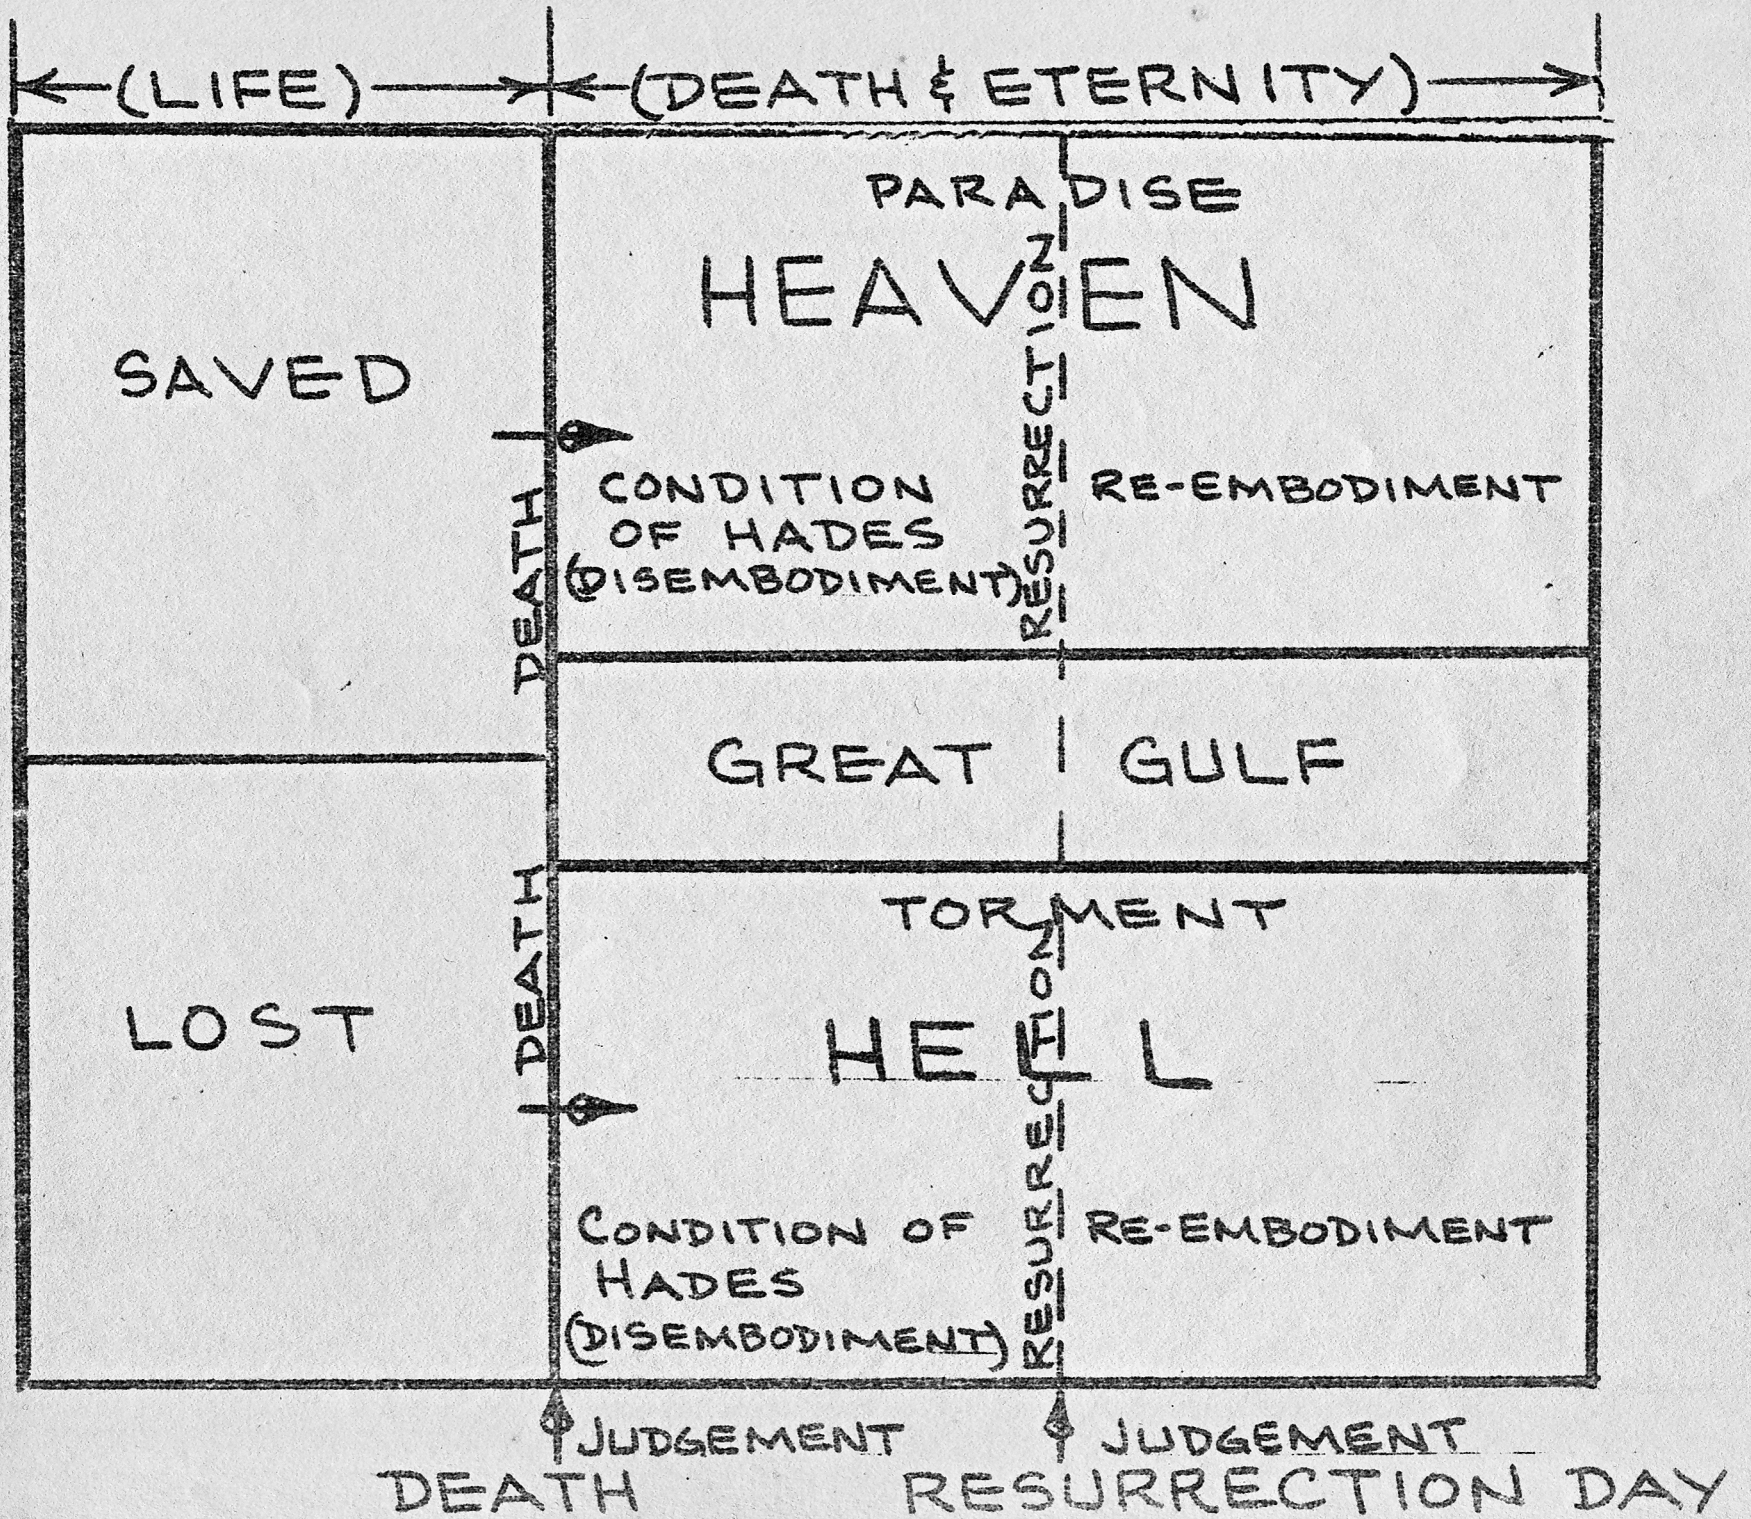 (LIFE) (DEATH & ETERNITY)
PARADISE
HEAVEN
SAVED
DEATH
CONDITION
OF HADES
(DISEMBODIMENT)
RESURRECTION
RE-EMBODIMENT
GREAT GULF
TORMENT
HELL
LOST
DEATH
CONDITION OF
HADES
(DISEMBODIMENT)
RESURRECTION
RE-EMBODIMENT
JUDGEMENT JUDGEMENT
DEATH RESURRECTION DAY